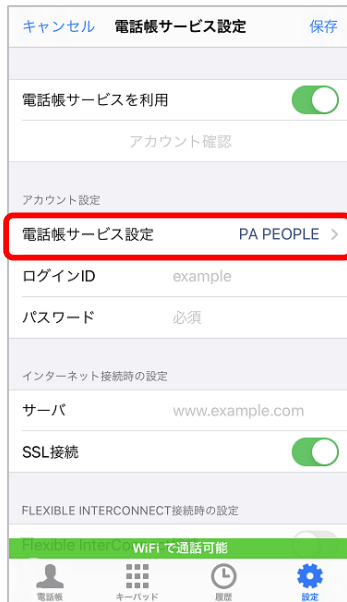 キャンセル 電話帳サービス設定 保存
電話帳サービスを利用
アカウント確認
アカウント設定
電話帳サービス設定 PA PEOPLE >
ログインID example
パスワード 必須
インターネット接続時の設定
サーバ www.example.com
SSL接続
FLEXIBLE INTERCONNECT接続時の設定
Flexible InterCon
WiFi で通話可能
電話帳 キーパッド 履歴 設定